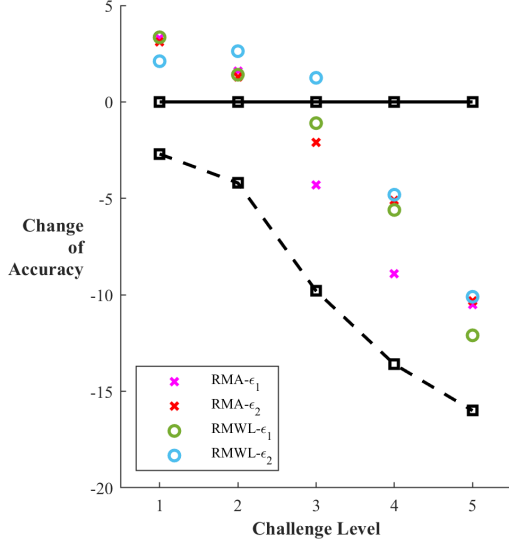 5
0
-5
-10
-15
-20
Change
of
Accuracy
RMA-ϵ₁
RMA-ϵ₂
RMWL-ϵ₁
RMWL-ϵ₂
1 2 3 4 5
Challenge Level